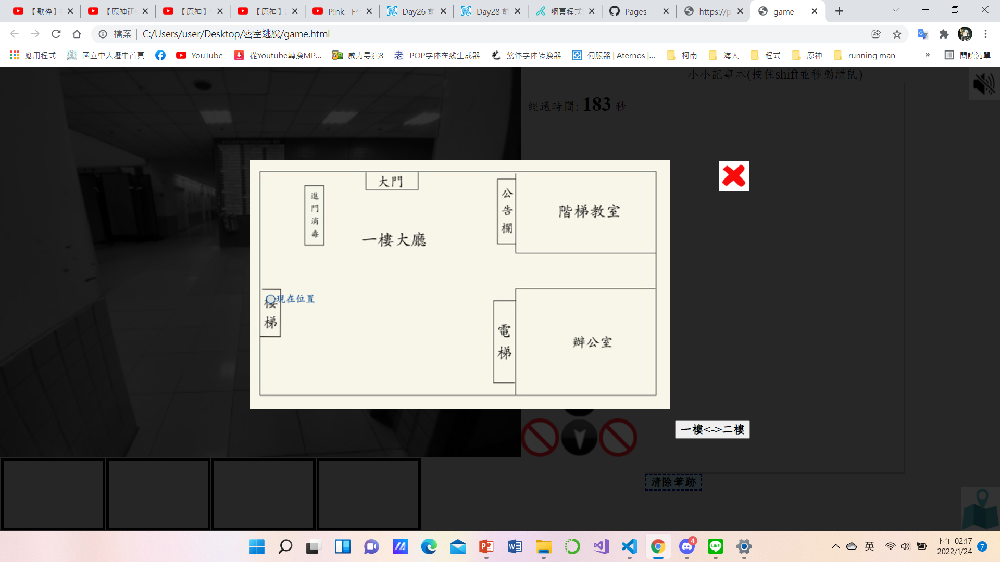 【歌枠】
【原神研
【原神】
【原神】
P!nk - F**
Day26 前
Day28 前
網頁程式
Pages
https://p
game
檔案
C:/Users/user/Desktop/密室逃脫/game.html
應用程式
國立中大壢中首頁
YouTube
從Youtube轉換MP...
威力导演8
老
POP字体在线生成器
繁体字体转换器
伺服器 | Aternos |...
柯南
海大
程式
原神
running man
»
閱讀清單
小小記事本(按住shift並移動滑鼠)
經過時間: 183 秒
大門
進門消毒
公告欄
階梯教室
一樓大廳
現在位置
樓梯
電梯
辦公室
一樓<->二樓
清除筆跡
4
英
下午 02:17
2022/1/24
7